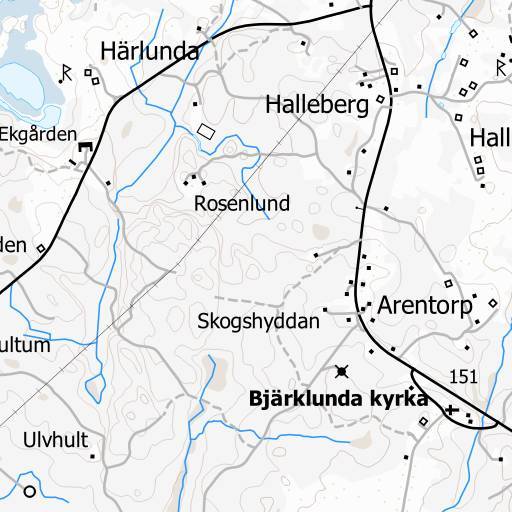 Härlunda
Halleberg
Ekgården
Hall
Rosenlund
den
Arentorp
Skogshyddan
ultum
151
Bjärklunda kyrka
Ulvhult